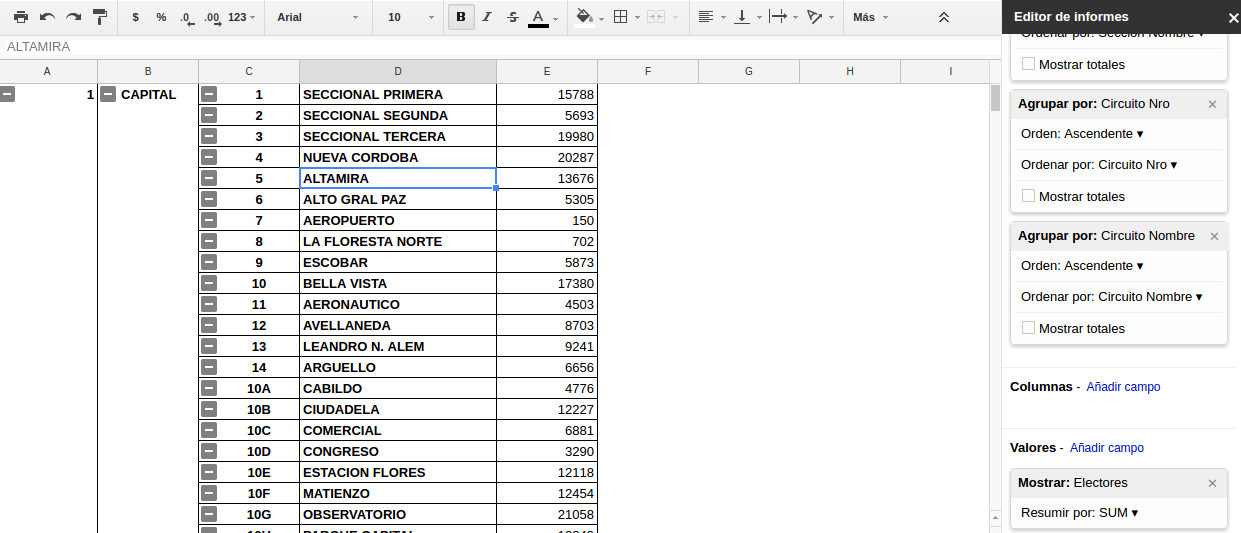 $ % .0 .00 123 Arial 10 B I S A Más
Editor de informes
ALTAMIRA
A B C D E F G H I
1 CAPITAL 1 SECCIONAL PRIMERA 15788
2 SECCIONAL SEGUNDA 5693
3 SECCIONAL TERCERA 19980
4 NUEVA CORDOBA 20287
5 ALTAMIRA 13676
6 ALTO GRAL PAZ 5305
7 AEROPUERTO 150
8 LA FLORESTA NORTE 702
9 ESCOBAR 5873
10 BELLA VISTA 17380
11 AERONAUTICO 4503
12 AVELLANEDA 8703
13 LEANDRO N. ALEM 9241
14 ARGUELLO 6656
10A CABILDO 4776
10B CIUDADELA 12227
10C COMERCIAL 6881
10D CONGRESO 3290
10E ESTACION FLORES 12118
10F MATIENZO 12454
10G OBSERVATORIO 21058
Ordenar por: Sección Nombre
Mostrar totales
Agrupar por: Circuito Nro
Orden: Ascendente
Ordenar por: Circuito Nro
Mostrar totales
Agrupar por: Circuito Nombre
Orden: Ascendente
Ordenar por: Circuito Nombre
Mostrar totales
Columnas - Añadir campo
Valores - Añadir campo
Mostrar: Electores
Resumir por: SUM